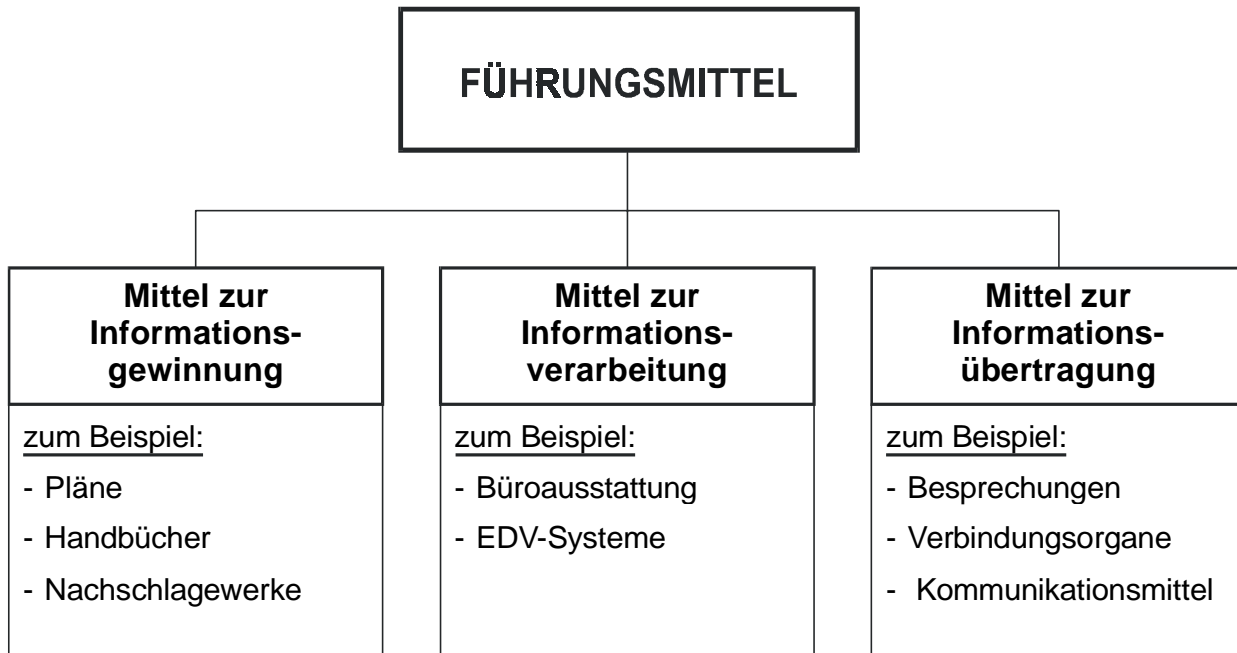 FÜHRUNGSMITTEL
Mittel zur
Informations-
gewinnung
zum Beispiel:
- Pläne
- Handbücher
- Nachschlagewerke
Mittel zur
Informations-
verarbeitung
zum Beispiel:
- Büroausstattung
- EDV-Systeme
Mittel zur
Informations-
übertragung
zum Beispiel:
- Besprechungen
- Verbindungsorgane
- Kommunikationsmittel